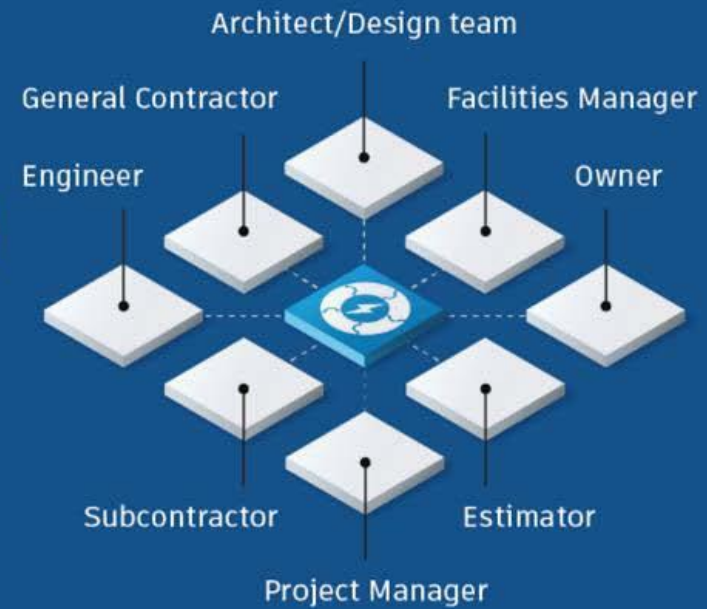 Architect/Design team
General Contractor
Facilities Manager
Engineer
Owner
Subcontractor
Estimator
Project Manager